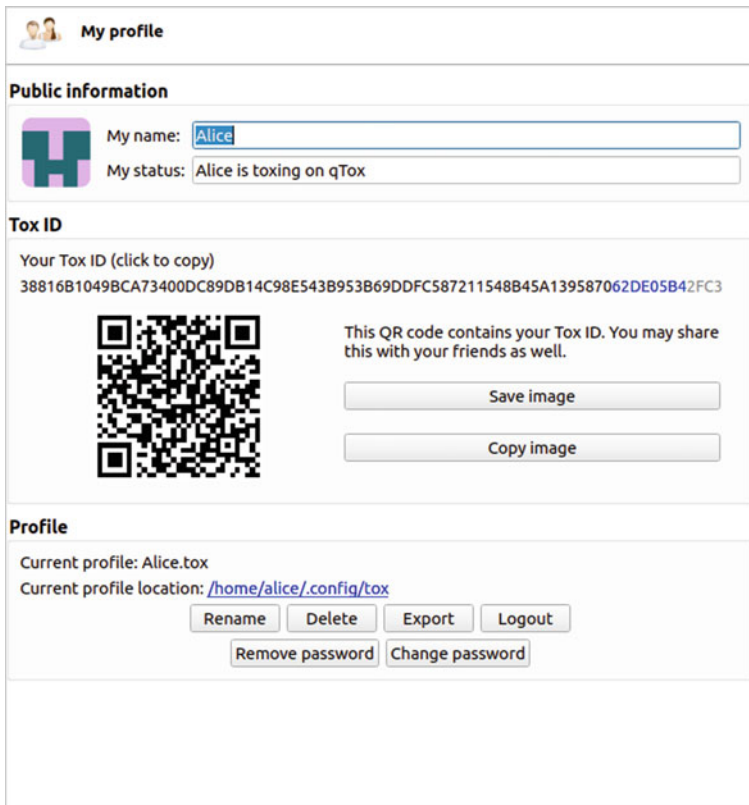 My profile
Public information
My name: Alice
My status: Alice is toxing on qTox
Tox ID
Your Tox ID (click to copy)
38816B1049BCA73400DC89DB14C98E543B953B69DDFC587211548B45A139587062DE05B42FC3
This QR code contains your Tox ID. You may share
this with your friends as well.
Save image
Copy image
Profile
Current profile: Alice.tox
Current profile location: /home/alice/.config/tox
Rename Delete Export Logout
Remove password Change password